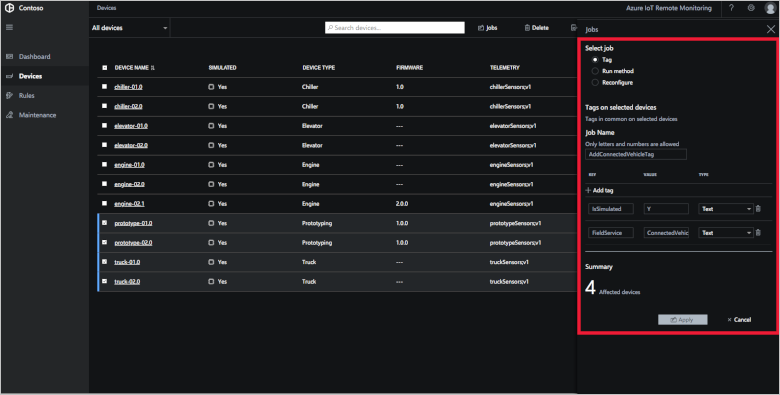 Contoso
Devices
Azure IoT Remote Monitoring
?
Dashboard
Devices
Rules
Maintenance
All devices
Search devices...
Jobs
Delete
DEVICE NAME
SIMULATED
DEVICE TYPE
FIRMWARE
TELEMETRY
chiller-01.0 Yes Chiller 1.0 chillerSensors;v1
chiller-02.0 Yes Chiller 1.0 chillerSensors;v1
elevator-01.0 Yes Elevator --- elevatorSensors;v1
elevator-02.0 Yes Elevator --- elevatorSensors;v1
engine-01.0 Yes Engine --- engineSensors;v1
engine-02.0 Yes Engine --- engineSensors;v1
engine-02.1 Yes Engine 2.0.0 engineSensors;v1
prototype-01.0 Yes Prototyping 1.0.0 prototypeSensors;v1
prototype-02.0 Yes Prototyping 1.0.0 prototypeSensors;v1
truck-01.0 Yes Truck --- truckSensors;v1
truck-02.0 Yes Truck --- truckSensors;v1
Jobs
Select job
Tag
Run method
Reconfigure
Tags on selected devices
Tags in common on selected devices
Job Name
Only letters and numbers are allowed
AddConnectedVehicleTag
KEY VALUE TYPE
+ Add tag
IsSimulated Y Text
FieldService ConnectedVehic Text
Summary
4 Affected devices
Apply
× Cancel